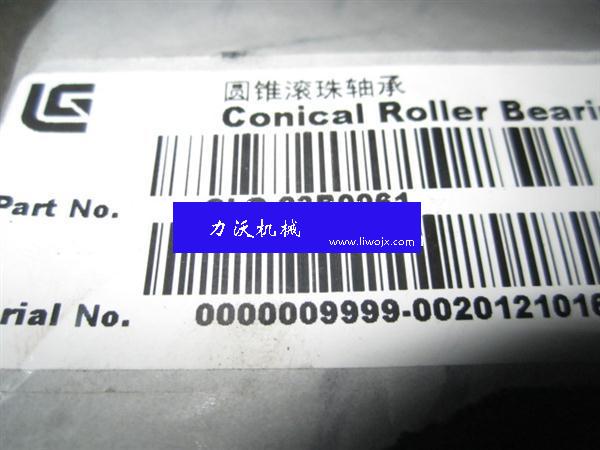 圆锥滚珠轴承
Conical Roller Bearin
Part No.
力沃机械
www.liwojx.com
rial No. 0000009999-0020121016